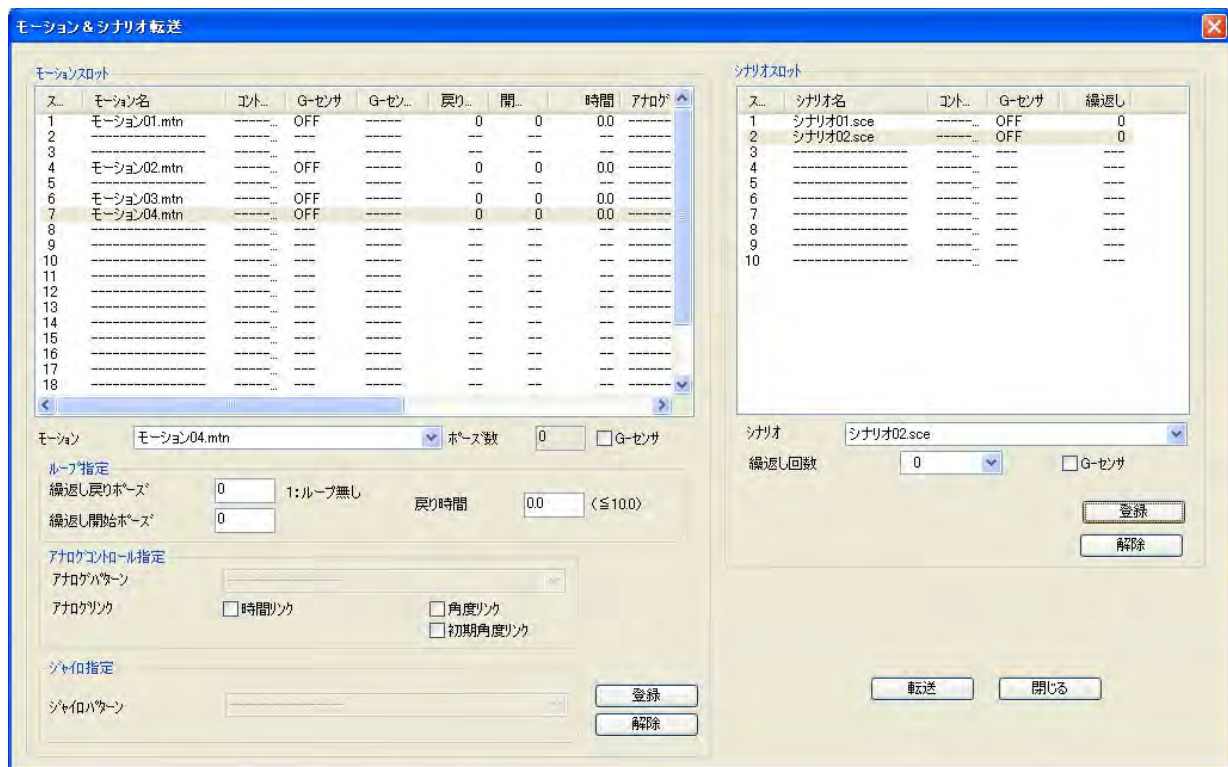 モーション&シナリオ転送
モーションスロット
ス... モーション名 コント... G-センサ G-セン... 戻り... 開... 時間 アナログ
1 モーション01.mtn -----... OFF ----- 0 0 0.0 ------
2 ---------------- -----... --- ----- -- -- -- ------
3 ---------------- -----... --- ----- -- -- -- ------
4 モーション02.mtn -----... OFF ----- 0 0 0.0 ------
5 ---------------- -----... --- ----- -- -- -- ------
6 モーション03.mtn -----... OFF ----- 0 0 0.0 ------
7 モーション04.mtn -----... OFF ----- 0 0 0.0 ------
8 ---------------- -----... --- ----- -- -- -- ------
9 ---------------- -----... --- ----- -- -- -- ------
10 ---------------- -----... --- ----- -- -- -- ------
11 ---------------- -----... --- ----- -- -- -- ------
12 ---------------- -----... --- ----- -- -- -- ------
13 ---------------- -----... --- ----- -- -- -- ------
14 ---------------- -----... --- ----- -- -- -- ------
15 ---------------- -----... --- ----- -- -- -- ------
16 ---------------- -----... --- ----- -- -- -- ------
17 ---------------- -----... --- ----- -- -- -- ------
18 ---------------- -----... --- ----- -- -- -- ------
モーション モーション04.mtn ポーズ数 0 G-センサ
ループ指定
繰返し戻りポーズ 0 1:ループ無し
戻り時間 0.0 (≦10.0)
繰返し開始ポーズ 0
アナログコントロール指定
アナログパターン ----------------
アナログリンク 時間リンク 角度リンク
初期角度リンク
ジャイロ指定
ジャイロパターン ----------------
登録
解除
シナリオスロット
ス... シナリオ名 コント... G-センサ 繰返し
1 シナリオ01.sce -----... OFF 0
2 シナリオ02.sce -----... OFF 0
3 ---------------- -----... --- ---
4 ---------------- -----... --- ---
5 ---------------- -----... --- ---
6 ---------------- -----... --- ---
7 ---------------- -----... --- ---
8 ---------------- -----... --- ---
9 ---------------- -----... --- ---
10 ---------------- -----... --- ---
シナリオ シナリオ02.sce
繰返し回数 0 G-センサ
登録
解除
転送 閉じる